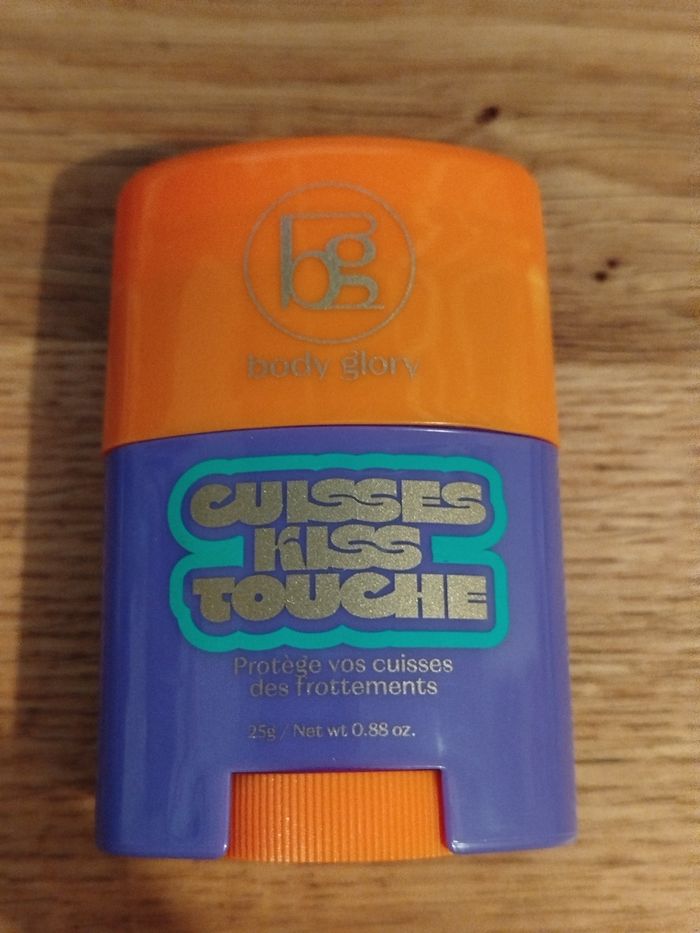 bg
body glory
CUISSES
KISS
TOUCHE
Protège vos cuisses
des frottements
25g / Net wt 0.88 oz.